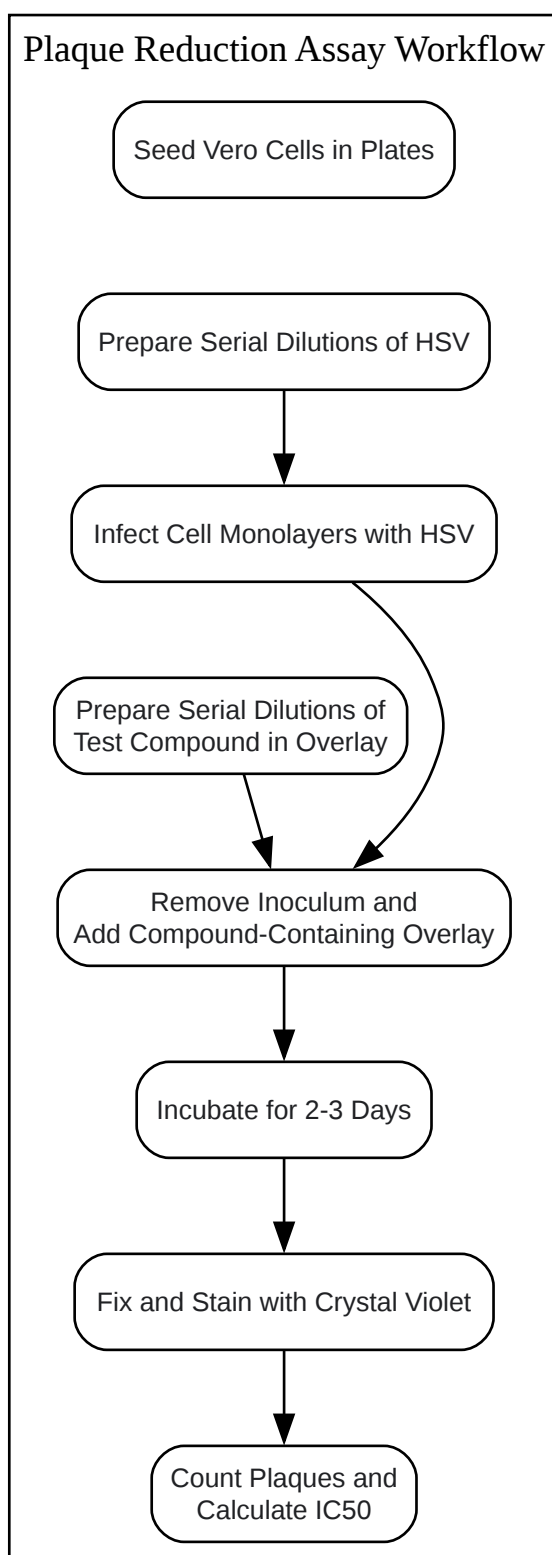 Plaque Reduction Assay Workflow
Seed Vero Cells in Plates
Prepare Serial Dilutions of HSV
Infect Cell Monolayers with HSV
Prepare Serial Dilutions of
Test Compound in Overlay
Remove Inoculum and
Add Compound-Containing Overlay
Incubate for 2-3 Days
Fix and Stain with Crystal Violet
Count Plaques and
Calculate IC50